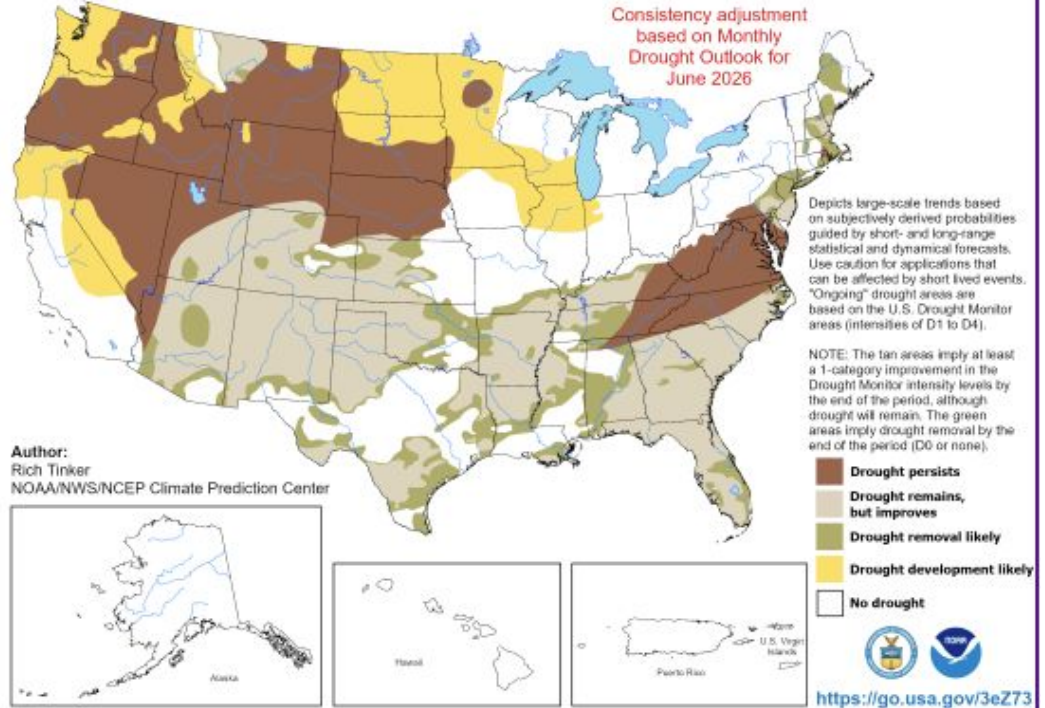 Consistency adjustment
based on Monthly
Drought Outlook for
June 2026
Depicts large-scale trends based
on subjectively derived probabilities
guided by short- and long-range
statistical and dynamical forecasts.
Use caution for applications that
can be affected by short lived events.
"Ongoing" drought areas are
based on the U.S. Drought Monitor
areas (intensities of D1 to D4).
NOTE: The tan areas imply at least
a 1-category improvement in the
Drought Monitor intensity levels by
the end of the period, although
drought will remain. The green
areas imply drought removal by the
end of the period (D0 or none).
Author:
Rich Tinker
NOAA/NWS/NCEP Climate Prediction Center
Drought persists
Drought remains,
but improves
Drought removal likely
Drought development likely
No drought
Alaska
Hawaii
Puerto Rico
U.S. Virgin
Islands
NOAA
https://go.usa.gov/3eZ73